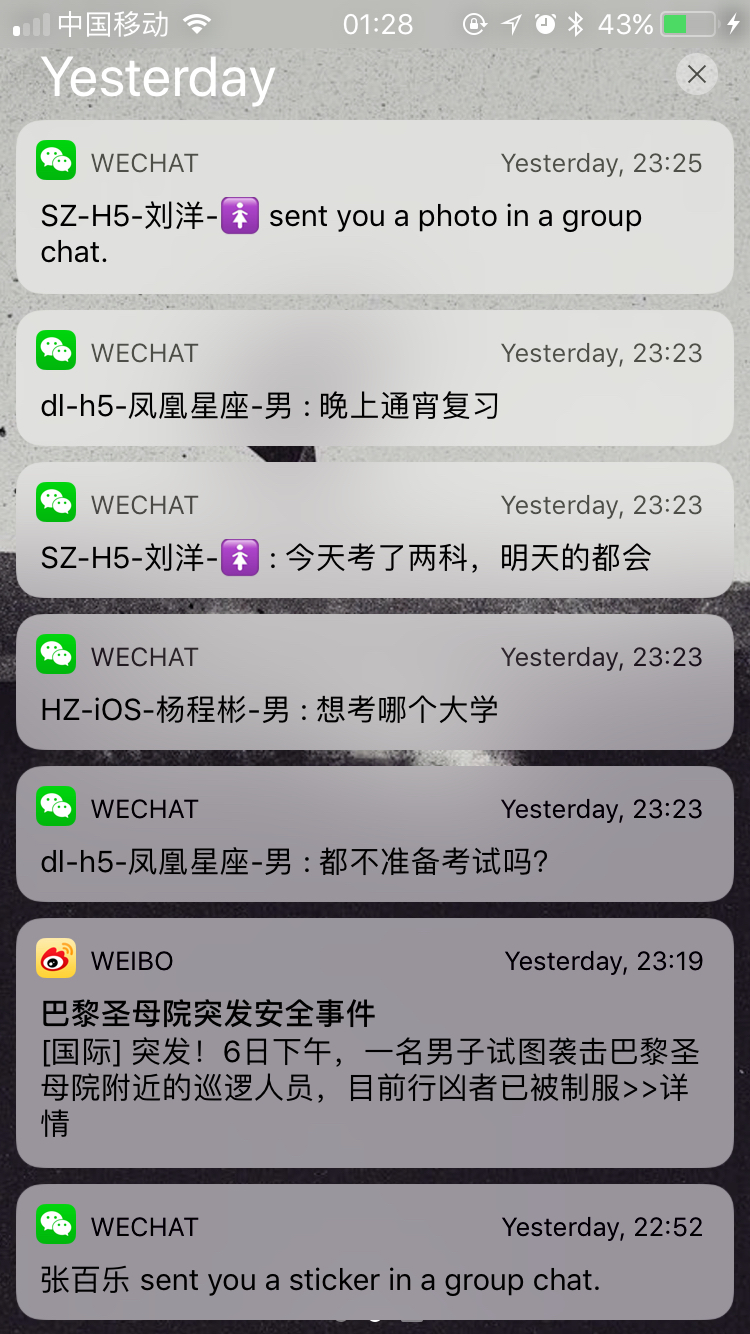 中国移动 01:28 43%
Yesterday
WECHAT Yesterday, 23:25
SZ-H5-刘洋-🚺 sent you a photo in a group
chat.
WECHAT Yesterday, 23:23
dl-h5-凤凰星座-男 : 晚上通宵复习
WECHAT Yesterday, 23:23
SZ-H5-刘洋-🚺 : 今天考了两科，明天的都会
WECHAT Yesterday, 23:23
HZ-iOS-杨程彬-男 : 想考哪个大学
WECHAT Yesterday, 23:23
dl-h5-凤凰星座-男 : 都不准备考试吗?
WEIBO Yesterday, 23:19
巴黎圣母院突发安全事件
[国际] 突发！6日下午，一名男子试图袭击巴黎圣
母院附近的巡逻人员，目前行凶者已被制服>>详
情
WECHAT Yesterday, 22:52
张百乐 sent you a sticker in a group chat.